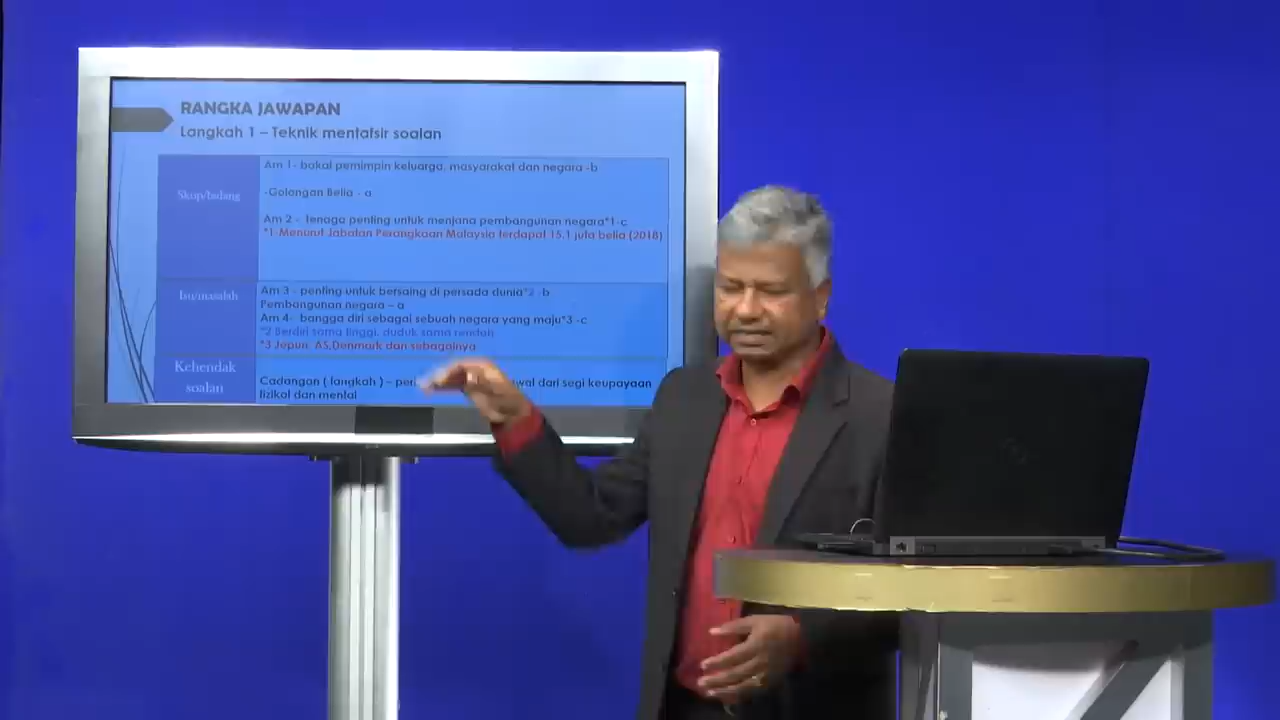 RANGKA JAWAPAN
Langkah 1 – Teknik mentafsir soalan
Skop/bidang
Am 1- bakal pemimpin keluarga, masyarakat dan negara -b
-Golongan Belia - a
Am 2 - tenaga penting untuk menjana pembangunan negara*1-c
*1-Menurut Jabatan Perangkaan Malaysia terdapat 15.1 juta belia (2018)
Isu/masalah
Am 3 - penting untuk bersaing di persada dunia*2 -b
Pembangunan negara – a
Am 4- bangga diri sebagai sebuah negara yang maju*3 -c
*2 Berdiri sama tinggi, duduk sama rendah
*3 Jepun, AS,Denmark dan sebagainya
Kehendak
soalan
Cadangan ( langkah ) – dari segi keupayaan
fizikal dan mental